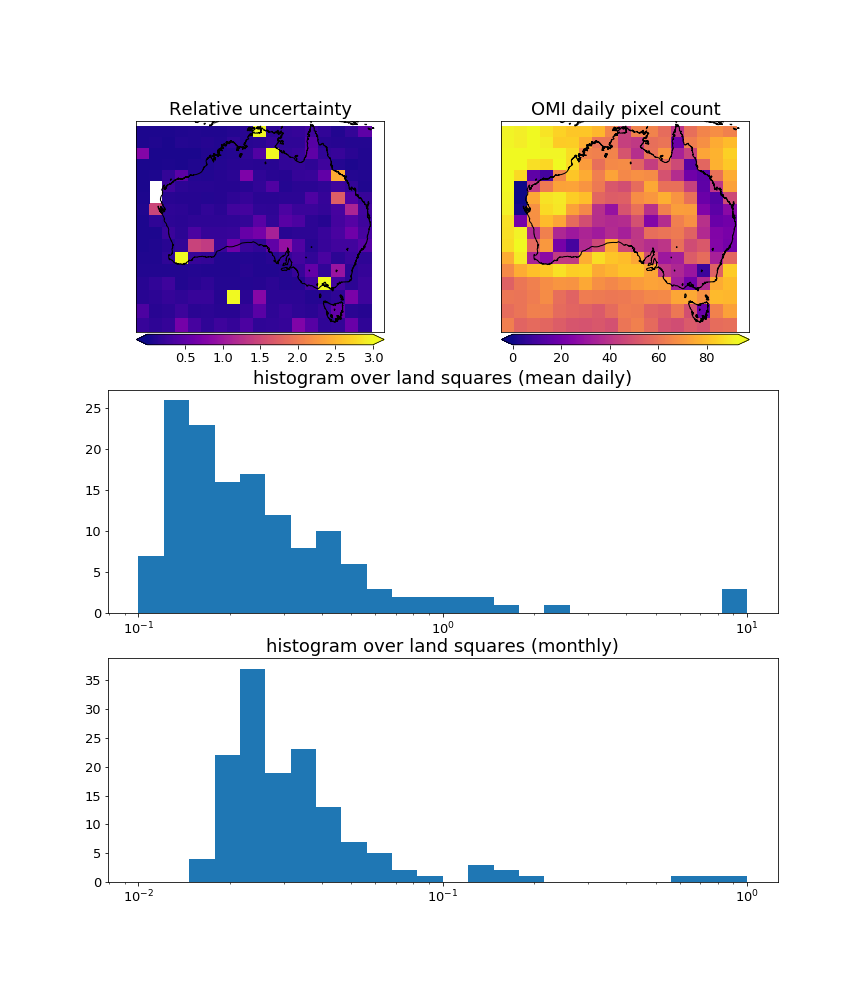 Relative uncertainty
OMI daily pixel count
0.5 1.0 1.5 2.0 2.5 3.0
0 20 40 60 80
histogram over land squares (mean daily)
25
20
15
10
5
0
10⁻¹ 10⁰ 10¹
histogram over land squares (monthly)
35
30
25
20
15
10
5
0
10⁻² 10⁻¹ 10⁰